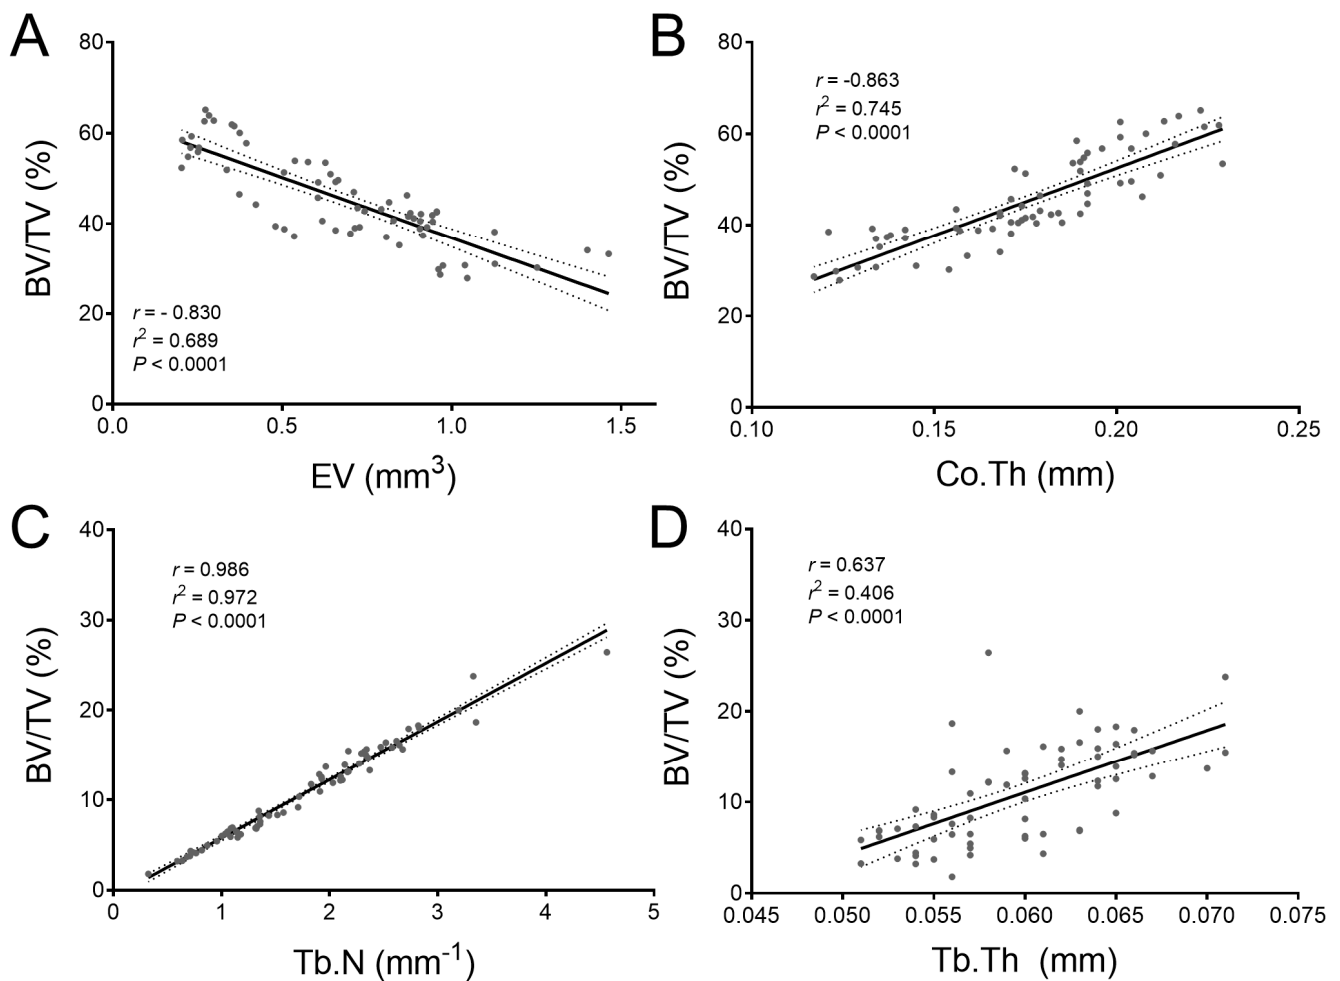 A
80
60
40
20
0
BV/TV (%)
r = - 0.830
r² = 0.689
P < 0.0001
0.0 0.5 1.0 1.5
EV (mm³)
B
80
60
40
20
0
BV/TV (%)
r = -0.863
r² = 0.745
P < 0.0001
0.10 0.15 0.20 0.25
Co.Th (mm)
C
40
30
20
10
0
BV/TV (%)
r = 0.986
r² = 0.972
P < 0.0001
0 1 2 3 4 5
Tb.N (mm⁻¹)
D
40
30
20
10
0
BV/TV (%)
r = 0.637
r² = 0.406
P < 0.0001
0.045 0.050 0.055 0.060 0.065 0.070 0.075
Tb.Th (mm)